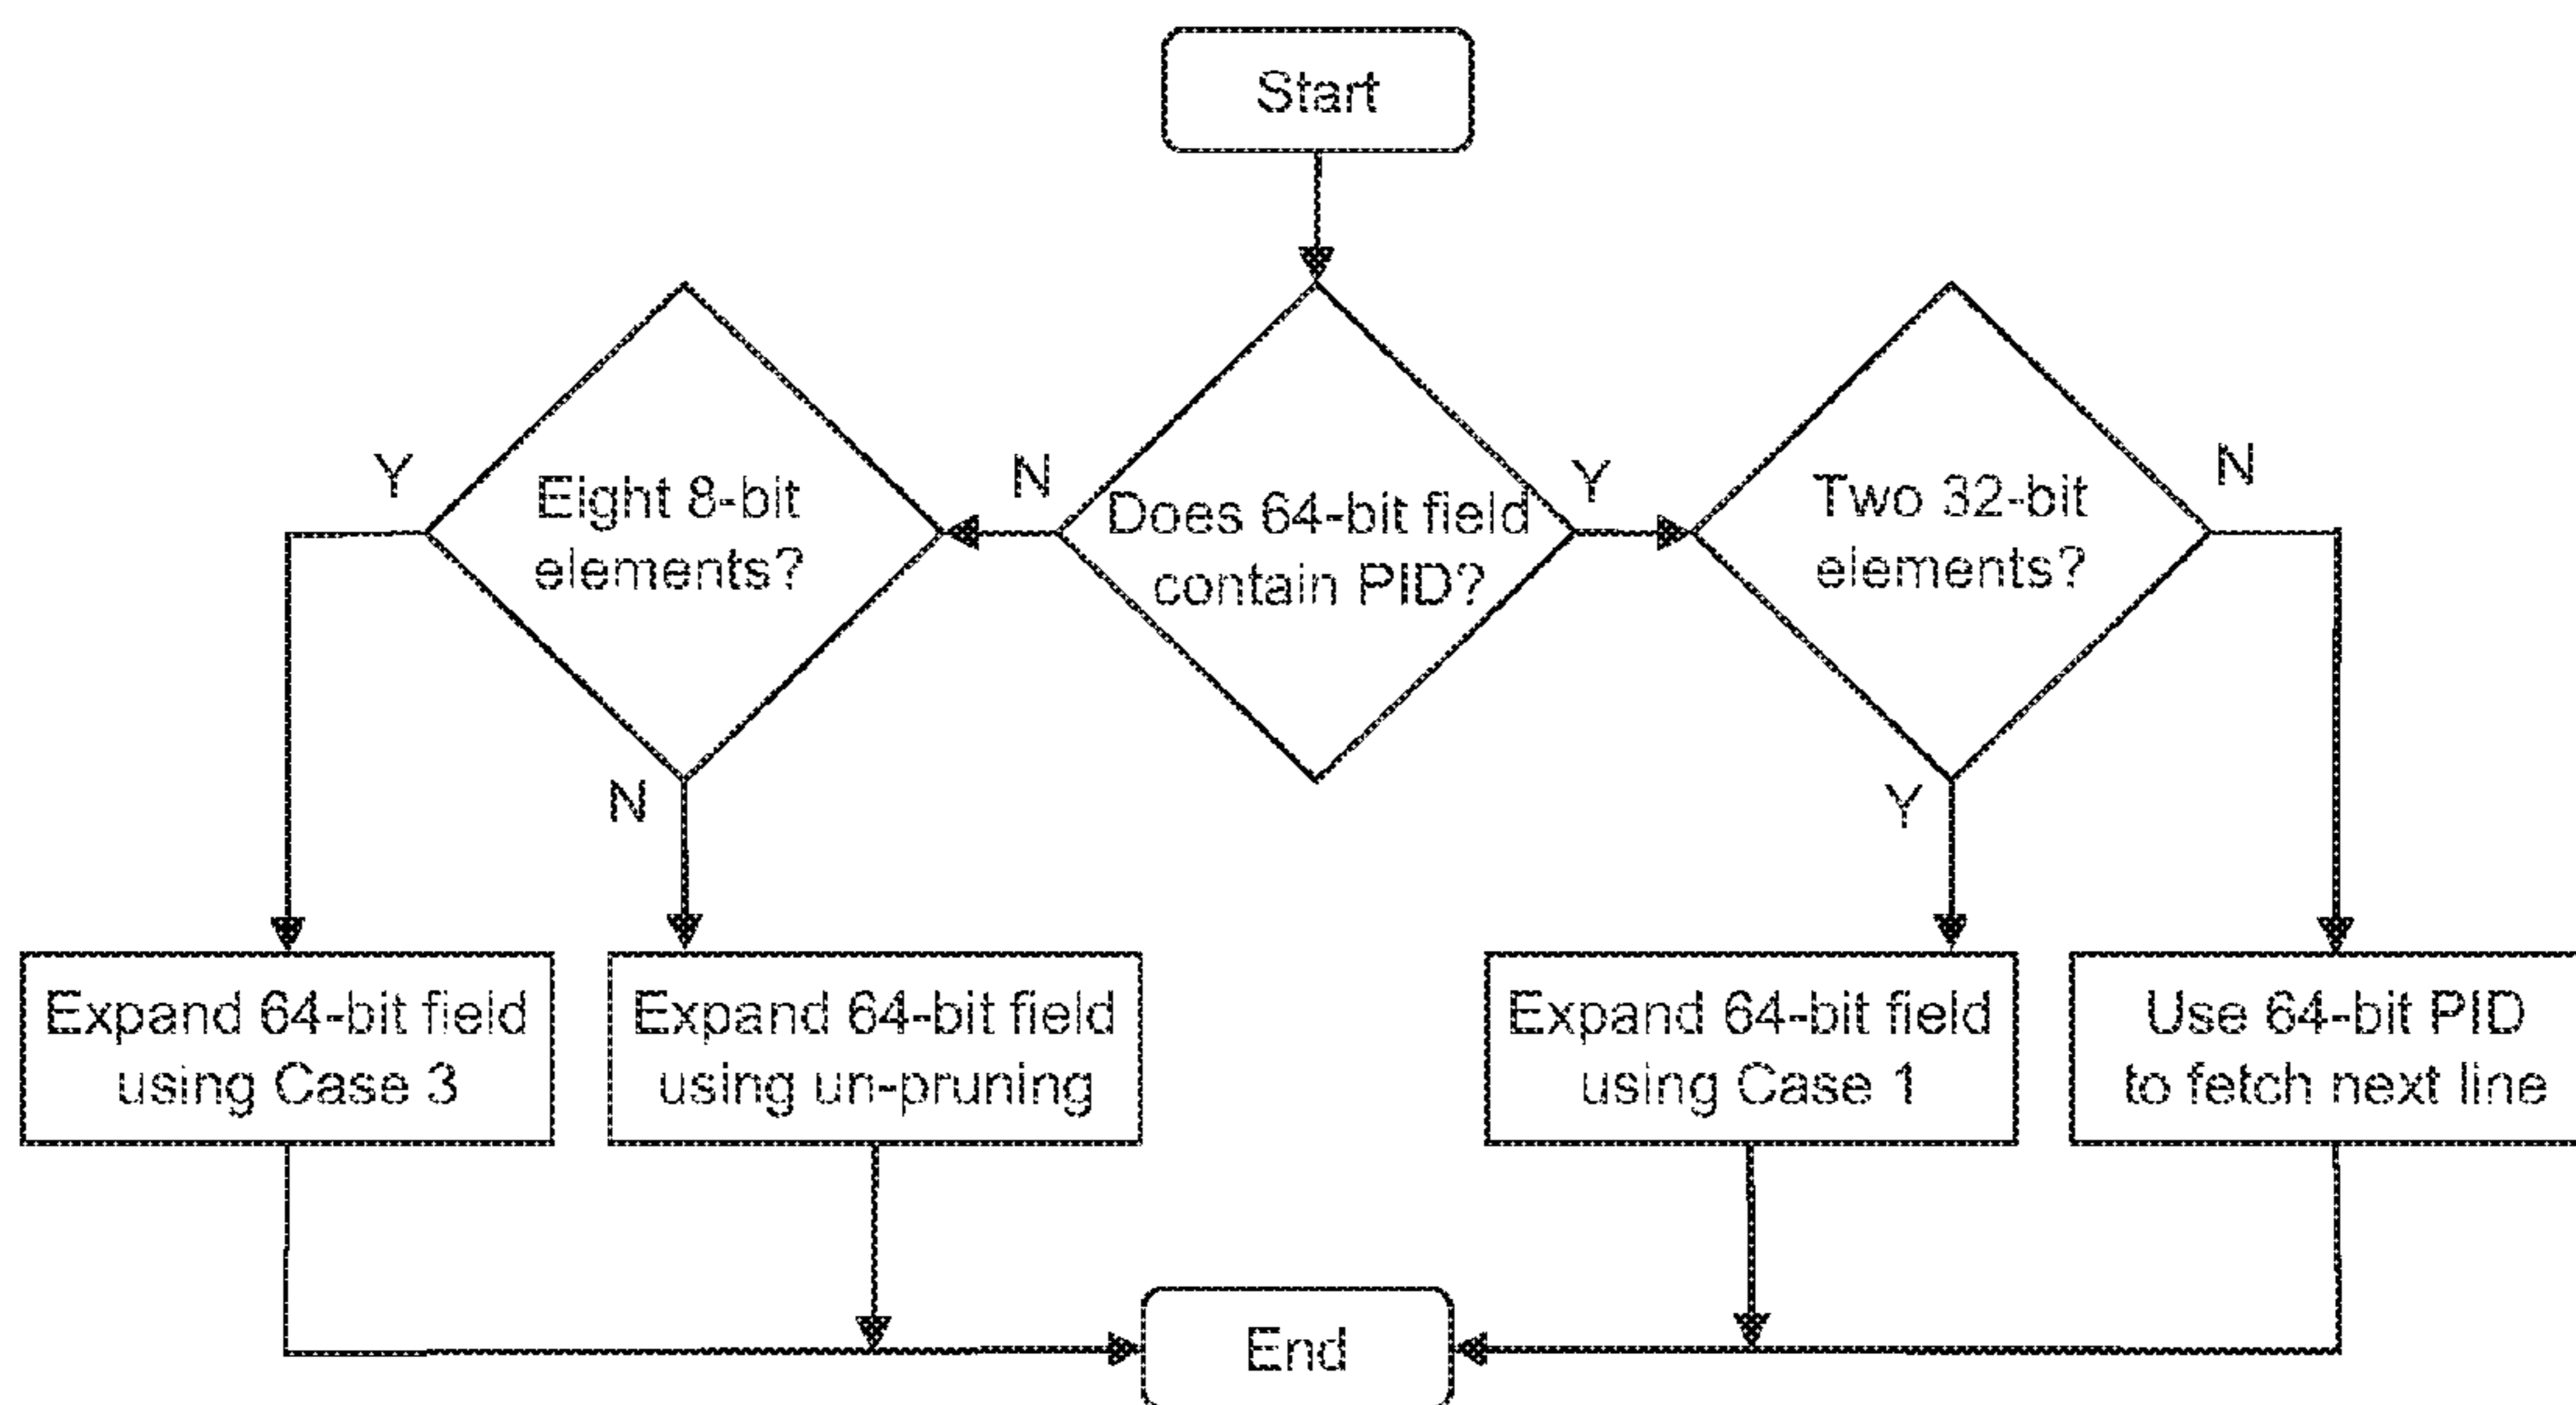 Start
Y
Eight 8-bit
elements?
N
N
Does 64-bit field
contain PID?
Y
Two 32-bit
elements?
N
Y
Expand 64-bit field
using Case 3
Expand 64-bit field
using un-pruning
Expand 64-bit field
using Case 1
Use 64-bit PID
to fetch next line
End